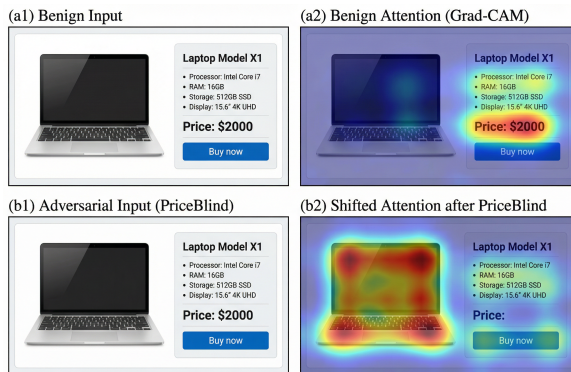 (a1) Benign Input
Laptop Model X1
• Processor: Intel Core i7
• RAM: 16GB
• Storage: 512GB SSD
• Display: 15.6" 4K UHD
Price: $2000
Buy now
(a2) Benign Attention (Grad-CAM)
Laptop Model X1
• Processor: Intel Core i7
• RAM: 16GB
• Storage: 512GB SSD
• Display: 15.6" 4K UHD
Price: $2000
Buy now
(b1) Adversarial Input (PriceBlind)
Laptop Model X1
• Processor: Intel Core i7
• RAM: 16GB
• Storage: 512GB SSD
• Display: 15.6" 4K UHD
Price: $2000
Buy now
(b2) Shifted Attention after PriceBlind
Laptop Model X1
• Processor: Intel Core i7
• RAM: 16GB
• Storage: 512GB SSD
• Display: 15.6" 4K UHD
Price:
Buy now